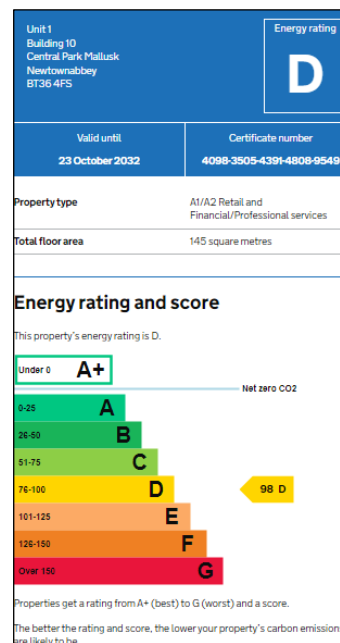 Unit 1
Building 10
Central Park Mallusk
Newtownabbey
BT36 4FS
Energy rating
D
Valid until
23 October 2032
Certificate number
4098-3505-4391-4808-9549
Property type
A1/A2 Retail and
Financial/Professional services
Total floor area
145 square metres
Energy rating and score
This property's energy rating is D.
Under 0 A+
Net zero CO2
0-25 A
26-50 B
51-75 C
76-100 D
98 D
101-125 E
126-150 F
Over 150 G
Properties get a rating from A+ (best) to G (worst) and a score.
The better the rating and score, the lower your property's carbon emission
are likely to be.